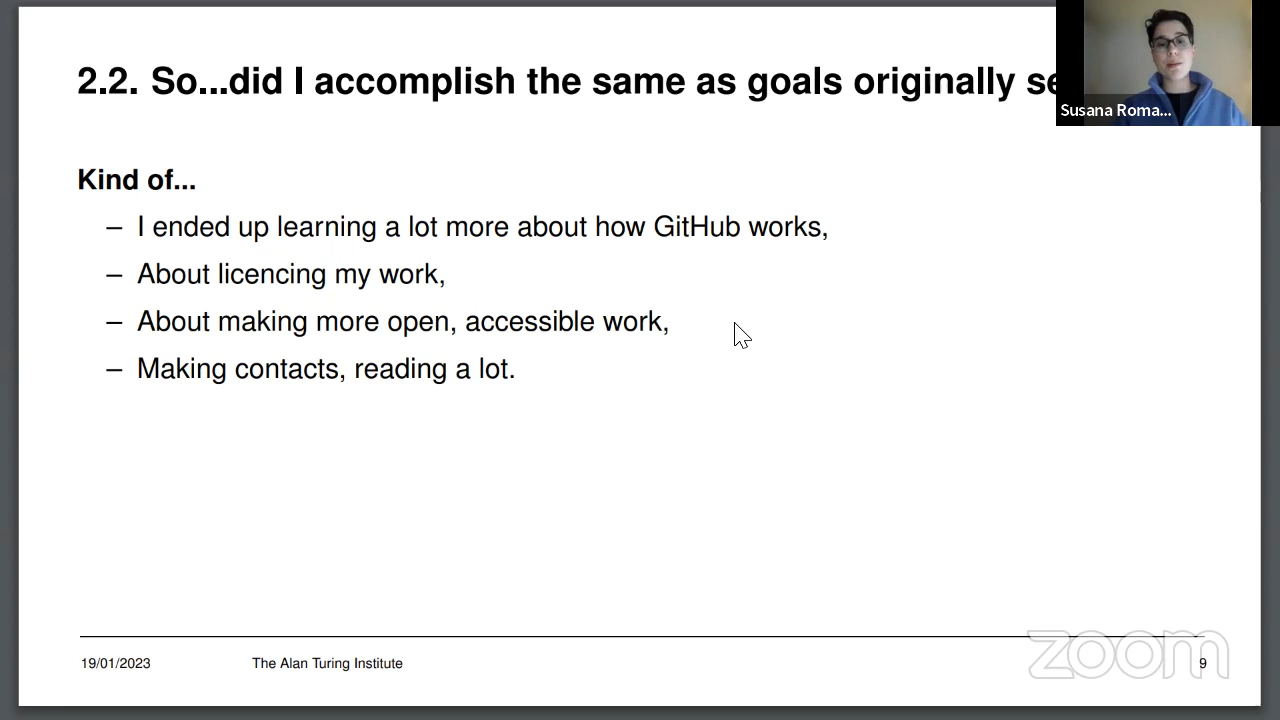 2.2. So...did I accomplish the same as goals originally se
Susana Roma...
Kind of...
– I ended up learning a lot more about how GitHub works,
– About licencing my work,
– About making more open, accessible work,
– Making contacts, reading a lot.
19/01/2023 The Alan Turing Institute 9
zoom